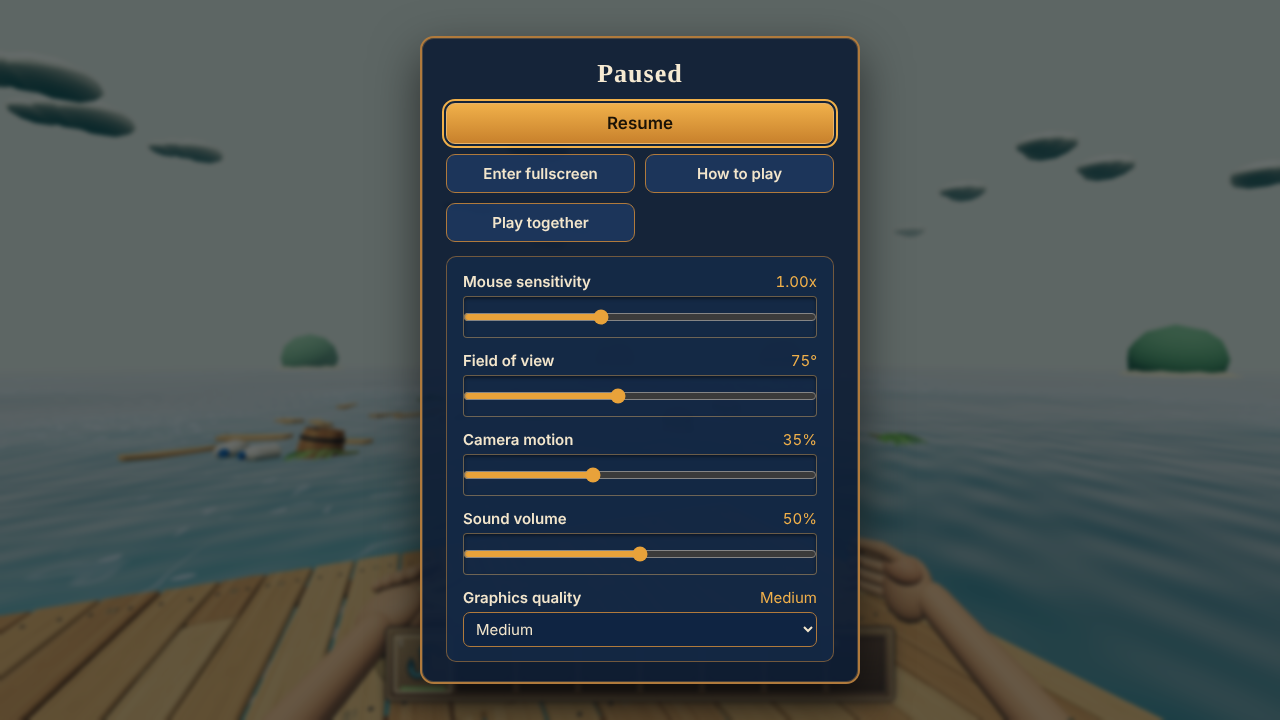 Paused
Resume
Enter fullscreen
How to play
Play together
Mouse sensitivity 1.00x
Field of view 75°
Camera motion 35%
Sound volume 50%
Graphics quality Medium
Medium